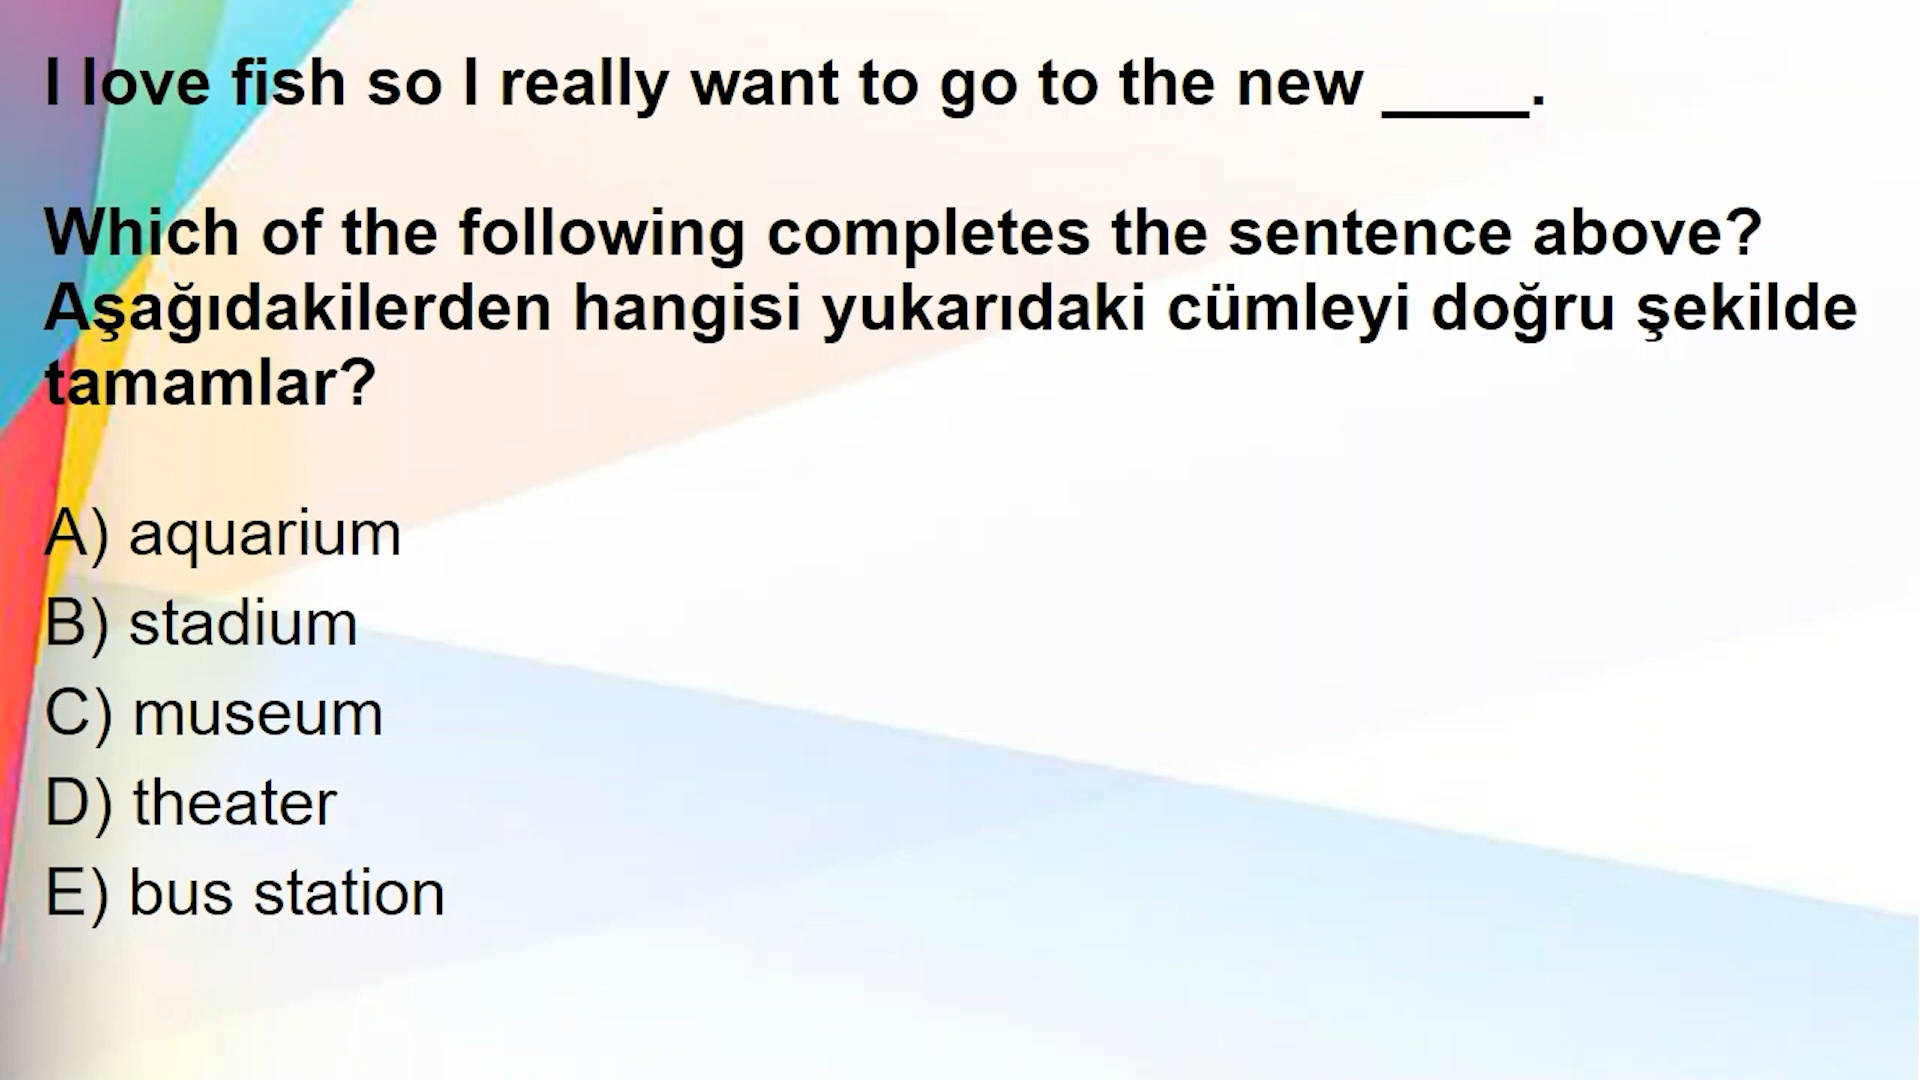 I love fish so I really want to go to the new ____.
Which of the following completes the sentence above?
Aşağıdakilerden hangisi yukarıdaki cümleyi doğru şekilde
tamamlar?
A) aquarium
B) stadium
C) museum
D) theater
E) bus station